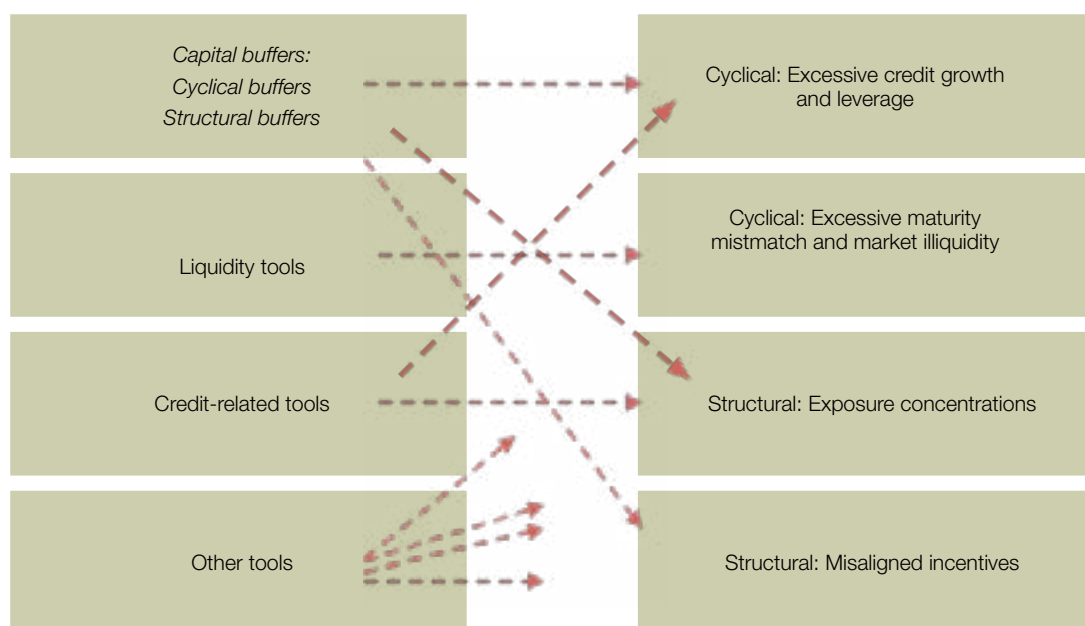 Capital buffers:
Cyclical buffers
Structural buffers
Cyclical: Excessive credit growth
and leverage
Liquidity tools
Cyclical: Excessive maturity
mistmatch and market illiquidity
Credit-related tools
Structural: Exposure concentrations
Other tools
Structural: Misaligned incentives